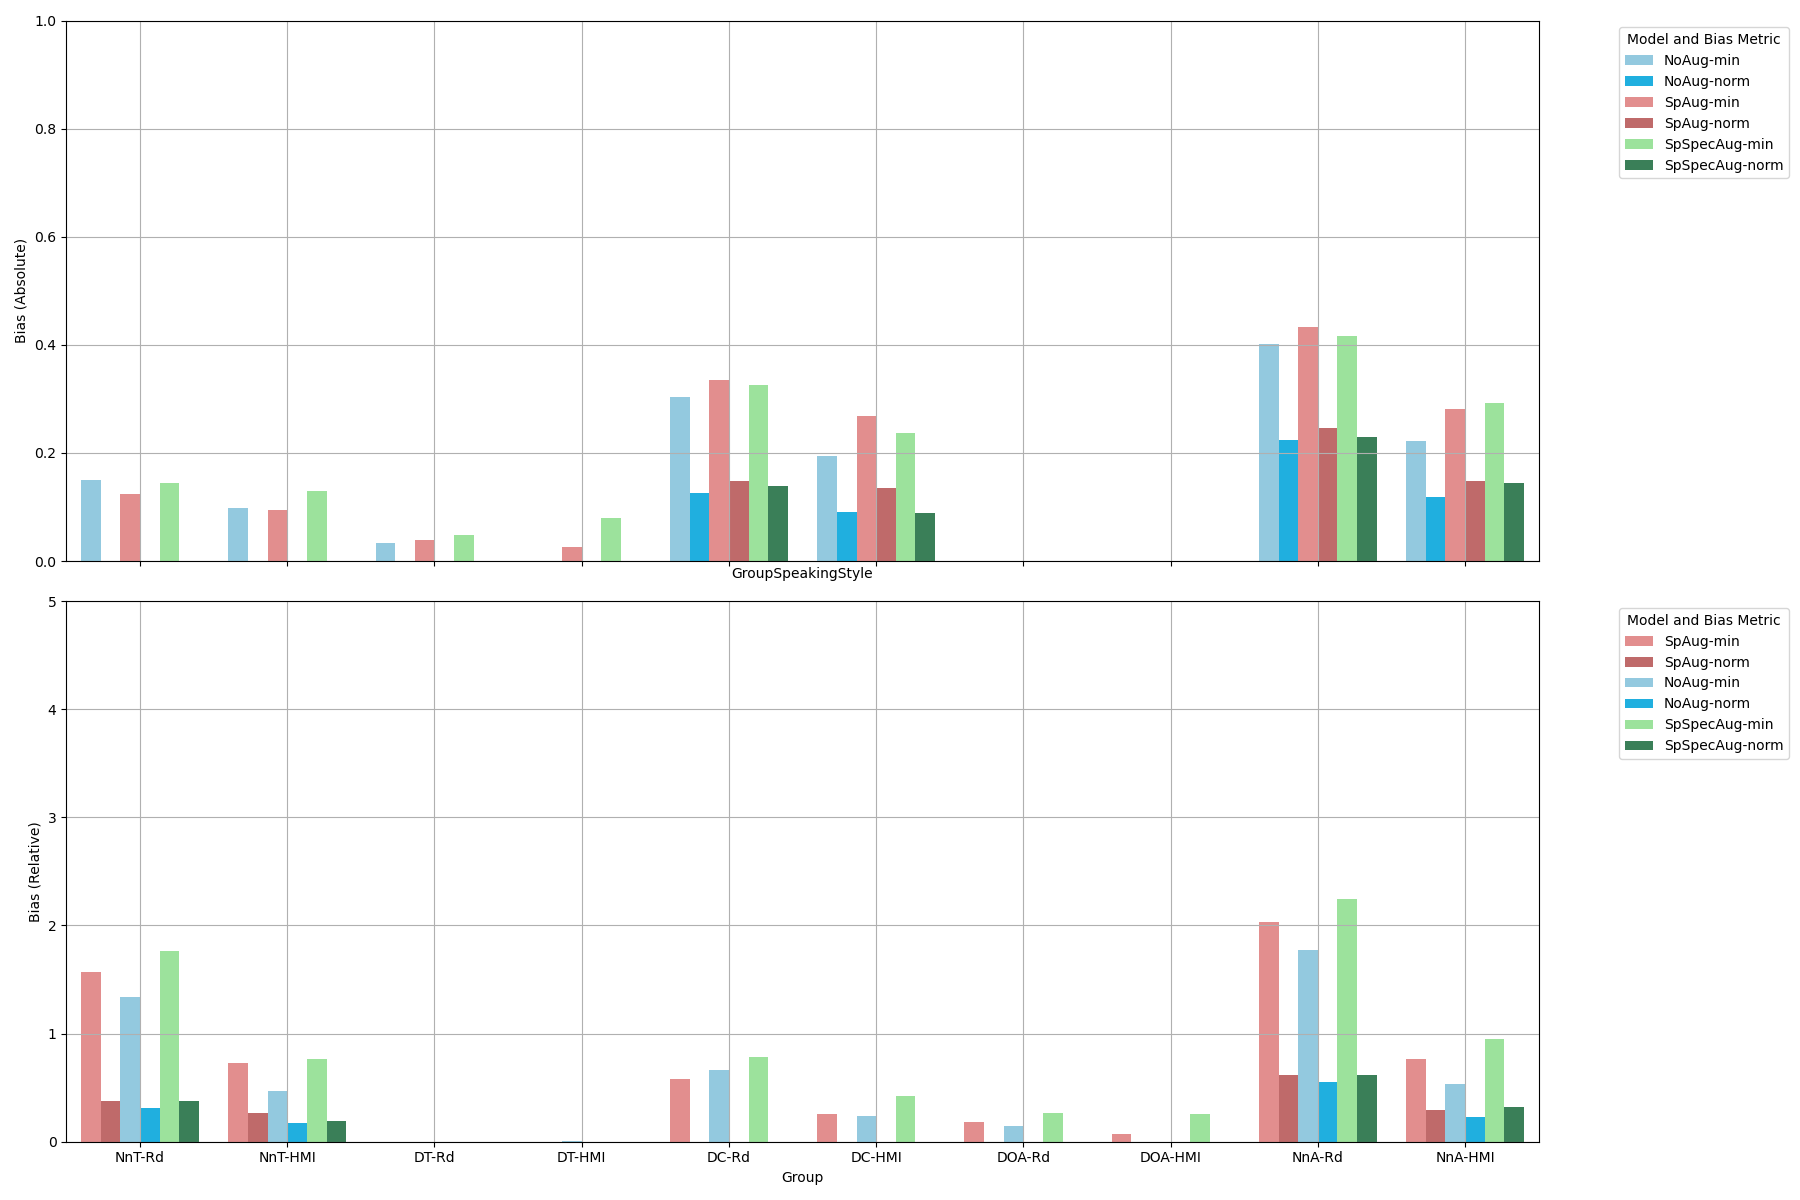 1.0
0.8
0.6
0.4
0.2
0.0
Bias (Absolute)
GroupSpeakingStyle
Model and Bias Metric
NoAug-min
NoAug-norm
SpAug-min
SpAug-norm
SpSpecAug-min
SpSpecAug-norm
5
4
3
2
1
0
Bias (Relative)
NnT-Rd NnT-HMI DT-Rd DT-HMI DC-Rd DC-HMI DOA-Rd DOA-HMI NnA-Rd NnA-HMI
Group
Model and Bias Metric
SpAug-min
SpAug-norm
NoAug-min
NoAug-norm
SpSpecAug-min
SpSpecAug-norm